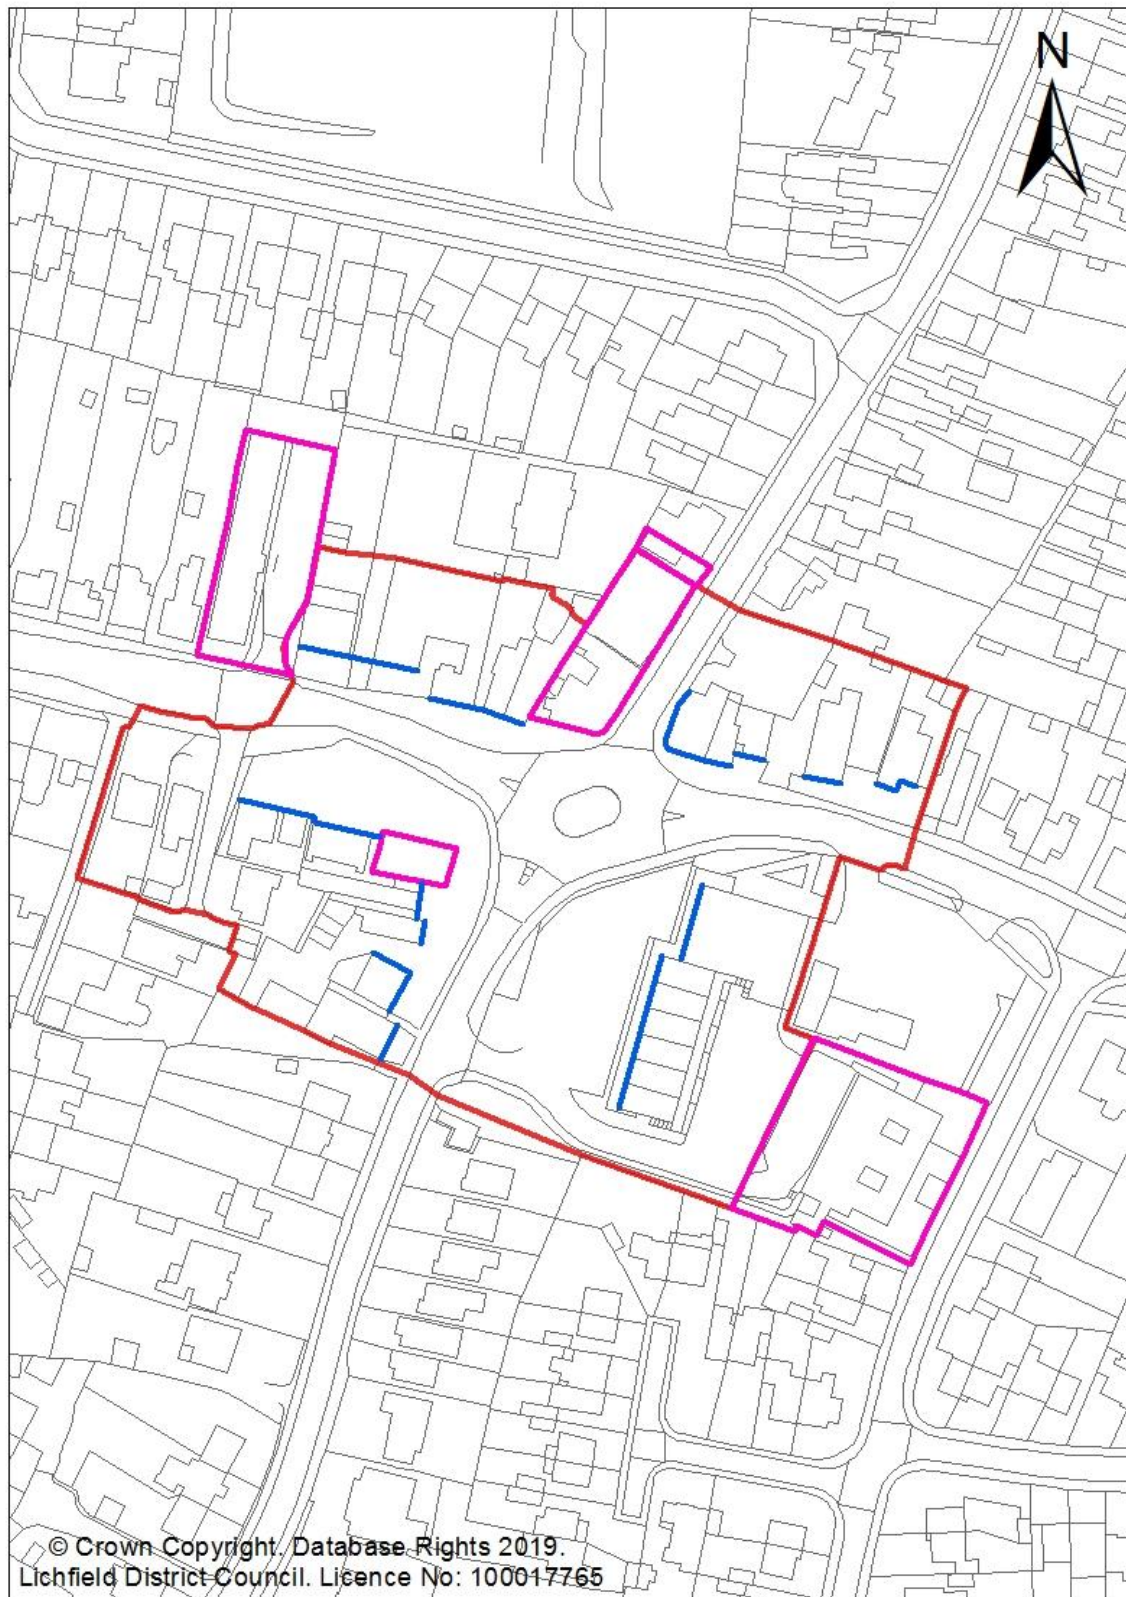 N
© Crown Copyright. Database Rights 2019.
Lichfield District Council. Licence No: 100017765